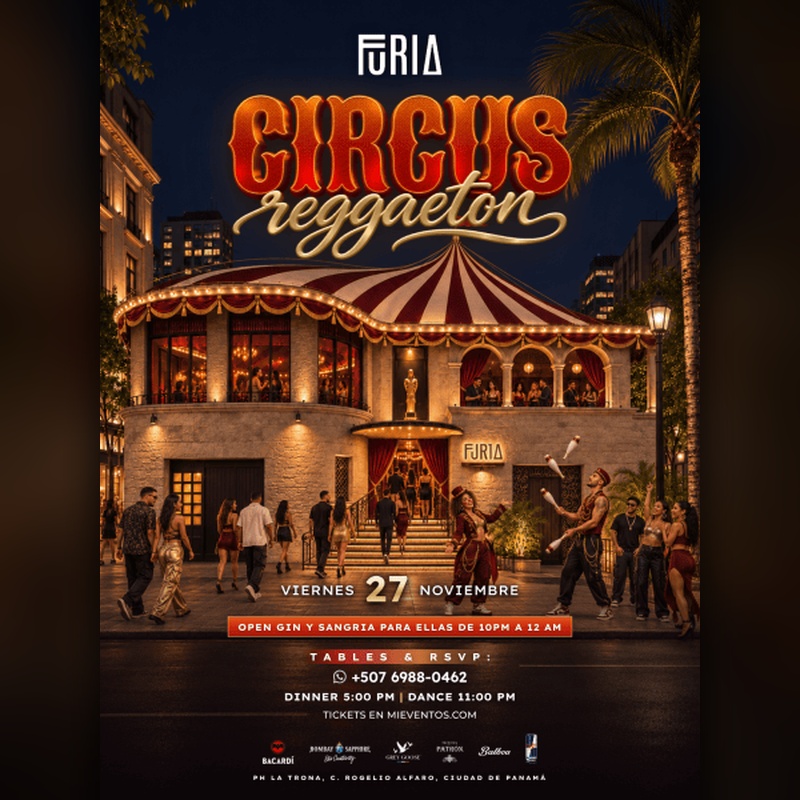 FURIA
CIRCUS
reggaeton
FURIA
VIERNES 27 NOVIEMBRE
OPEN GIN Y SANGRIA PARA ELLAS DE 10PM A 12 AM
TABLES & RSVP:
+507 6988-0462
DINNER 5:00 PM | DANCE 11:00 PM
TICKETS EN MIEVENTOS.COM
BACARDÍ BOMBAY SAPPHIRE GREY GOOSE PATRÓN Balboa
PH LA TRONA, C. ROGELIO ALFARO, CIUDAD DE PANAMÁ